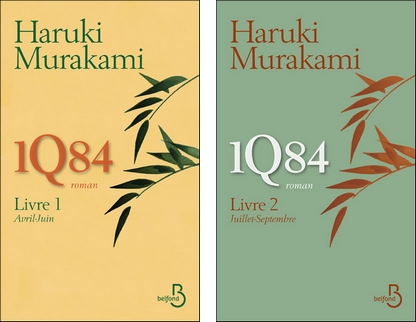 Haruki
Murakami
1Q84
roman
Livre 1
Avril-Juin
belfond
Haruki
Murakami
1Q84
roman
Livre 2
Juillet-Septembre
belfond